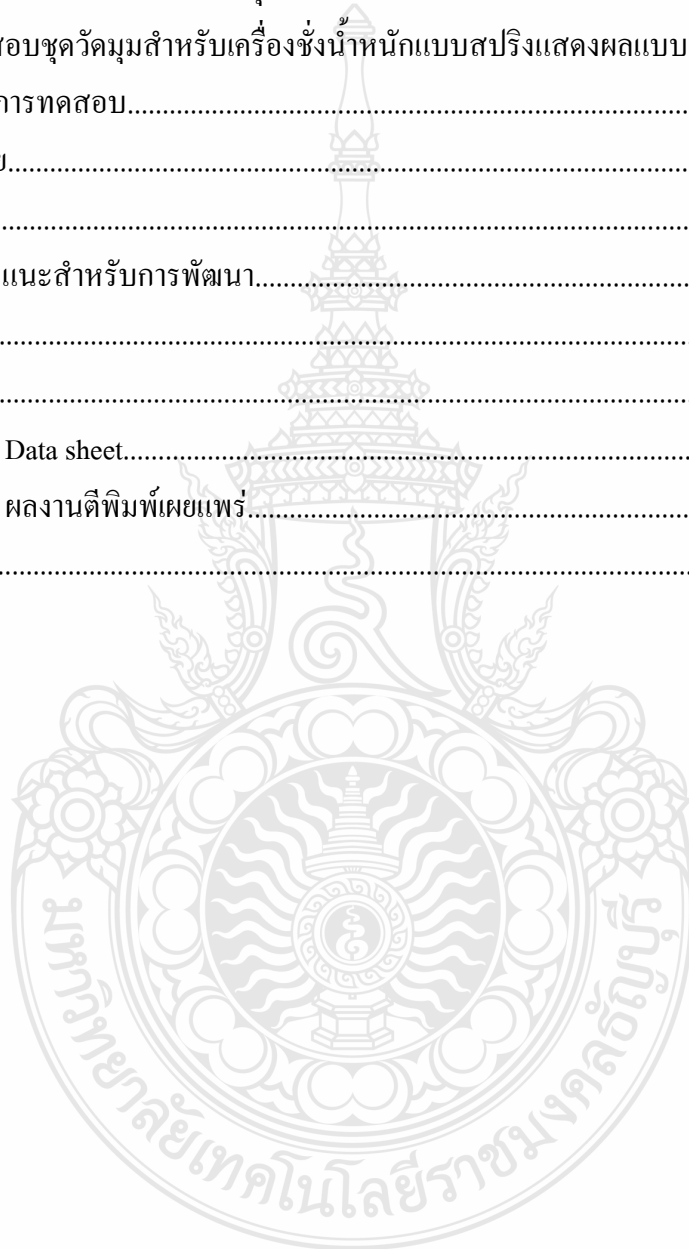 สอบชุดวัดมุมสำหรับเครื่องชั่งน้ำหนักแบบสปริงแสดงผลแบบ
การทดสอบ................................................................................
ย................................................................................
................................................................................
แนะสำหรับการพัฒนา................................................................................
................................................................................
................................................................................
Data sheet................................................................................
ผลงานตีพิมพ์เผยแพร่................................................................................
................................................................................
มหาวิทยาลัยเทคโนโลยีราชมงคลธัญบุรี